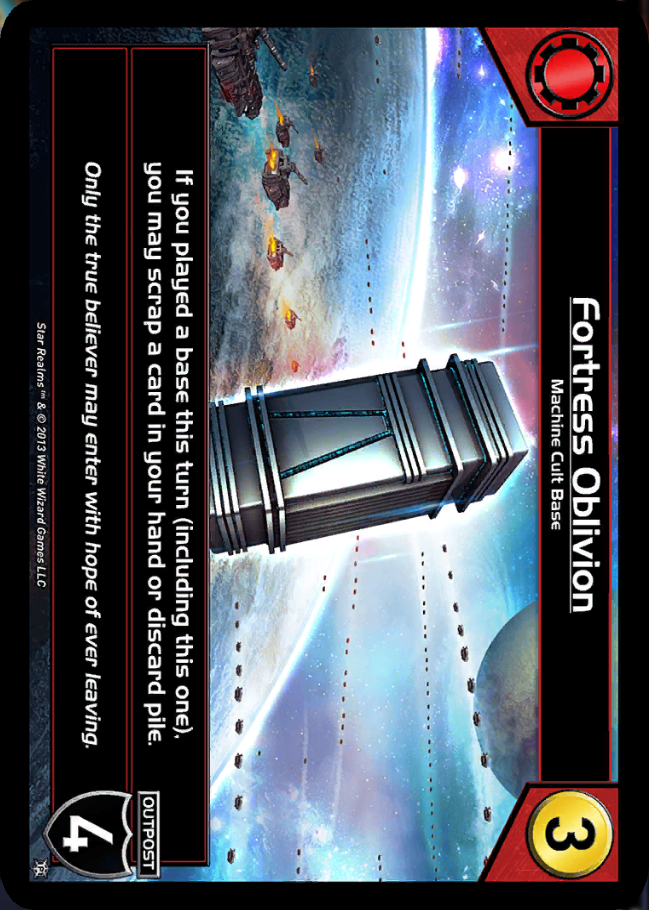 Fortress Oblivion
Machine Cult Base
3
If you played a base this turn (including this one),
you may scrap a card in your hand or discard pile.
OUTPOST
Only the true believer may enter with hope of ever leaving.
4
Star Realms™ & © 2013 White Wizard Games LLC